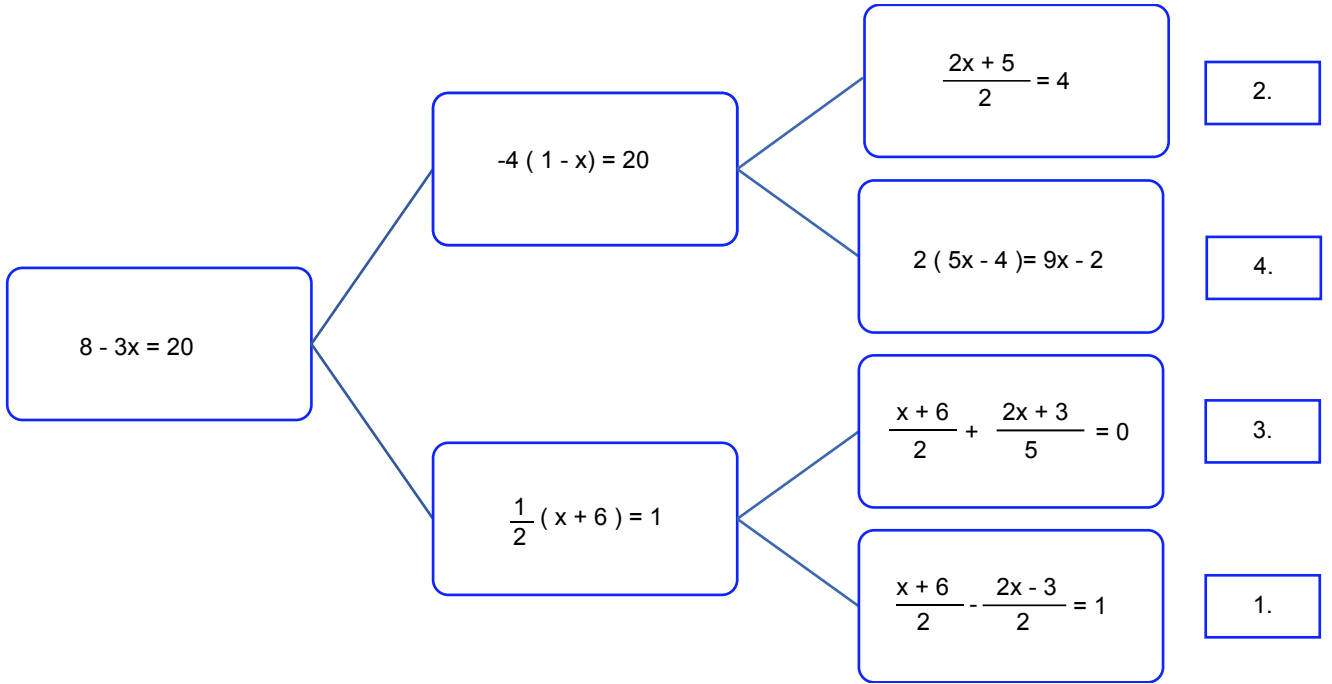 8 - 3x = 20
-4 ( 1 - x) = 20
1/2 ( x + 6 ) = 1
(2x + 5)/2 = 4
2 ( 5x - 4 )= 9x - 2
(x + 6)/2 + (2x + 3)/5 = 0
(x + 6)/2 - (2x - 3)/2 = 1
2.
4.
3.
1.